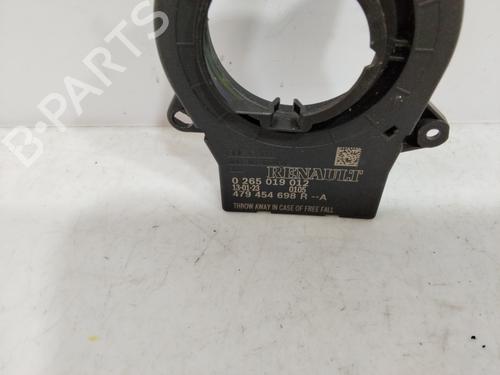 B-PARTS
RENAULT
0 265 019 012
13-01-23 0105
479 454 698 R --A
THROW AWAY IN CASE OF FREE FALL